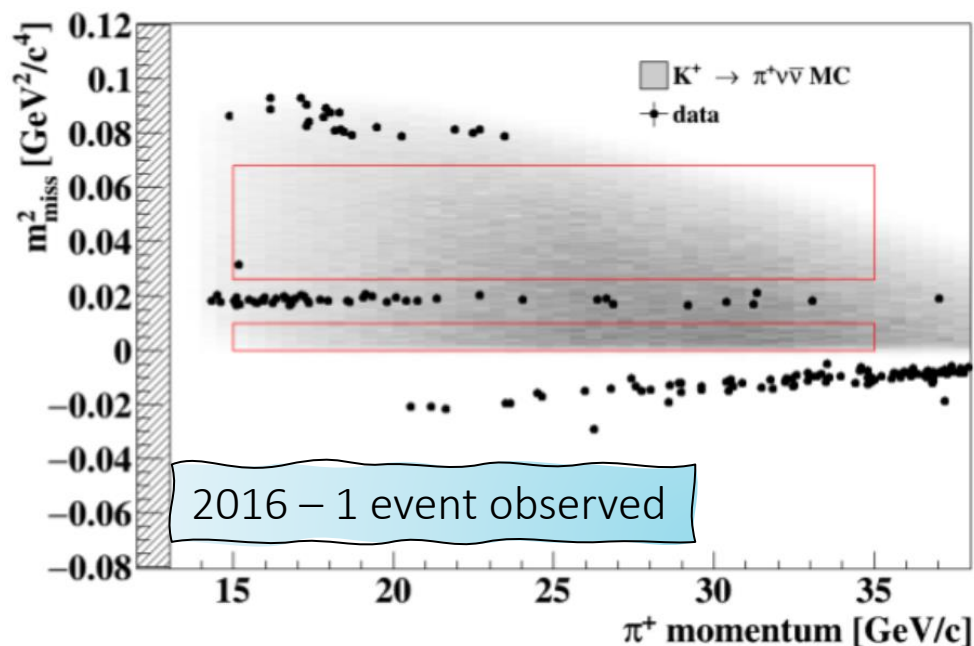 0.12
0.1
0.08
0.06
0.04
0.02
0
−0.02
−0.04
−0.06
−0.08
m²miss [GeV²/c⁴]
K⁺ → π⁺νν̅ MC
data
2016 – 1 event observed
15 20 25 30 35
π⁺ momentum [GeV/c]